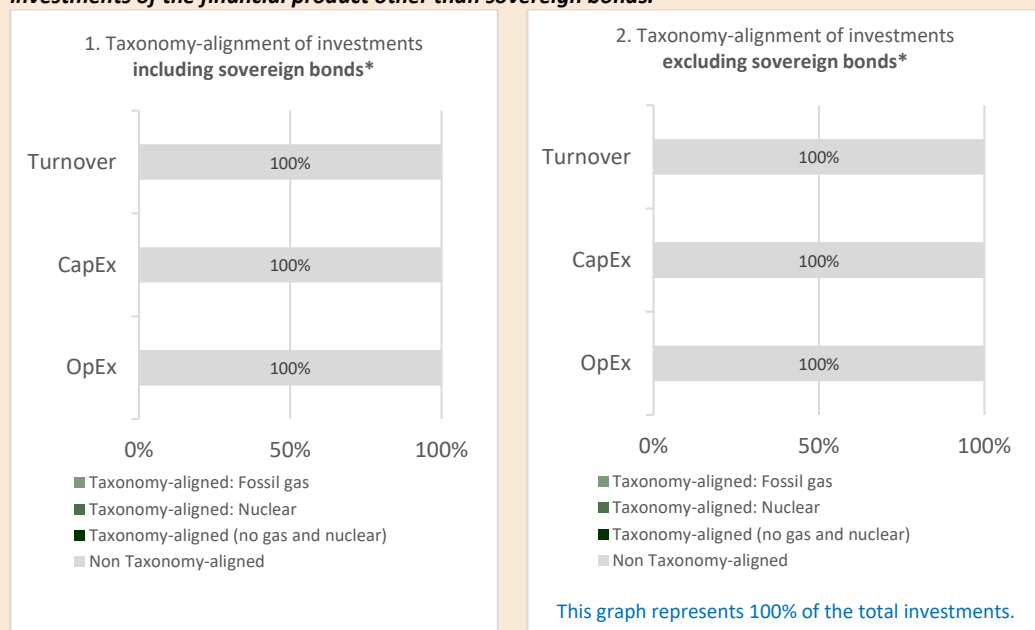 investments of the financial product other than sovereign bonds.
1. Taxonomy-alignment of investments
including sovereign bonds*
Turnover
100%
CapEx
100%
OpEx
100%
0% 50% 100%
Taxonomy-aligned: Fossil gas
Taxonomy-aligned: Nuclear
Taxonomy-aligned (no gas and nuclear)
Non Taxonomy-aligned
2. Taxonomy-alignment of investments
excluding sovereign bonds*
Turnover
100%
CapEx
100%
OpEx
100%
0% 50% 100%
Taxonomy-aligned: Fossil gas
Taxonomy-aligned: Nuclear
Taxonomy-aligned (no gas and nuclear)
Non Taxonomy-aligned
This graph represents 100% of the total investments.